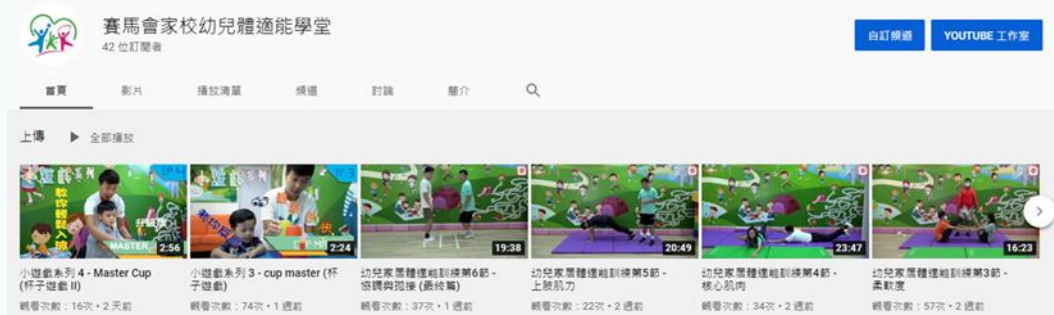 賽馬會家校幼兒體適能學堂
42 位訂閱者
自訂頻道
YOUTUBE 工作室
首頁
影片
播放清單
頻道
討論
簡介
上傳
全部播放
MASTER
2:56
2:24
19:38
20:49
23:47
16:23
小遊戲系列 4 - Master Cup
(杯子遊戲 II)
觀看次數：16次 • 2 天前
小遊戲系列 3 - cup master (杯
子遊戲)
觀看次數：74次 • 1 週前
幼兒家居體適能訓練第6節 -
協調與拋接 (最終篇)
觀看次數：37次 • 1 週前
幼兒家居體適能訓練第5節 -
上肢肌力
觀看次數：22次 • 2 週前
幼兒家居體適能訓練第4節 -
核心肌肉
觀看次數：34次 • 2 週前
幼兒家居體適能訓練第3節 -
柔軟度
觀看次數：57次 • 2 週前